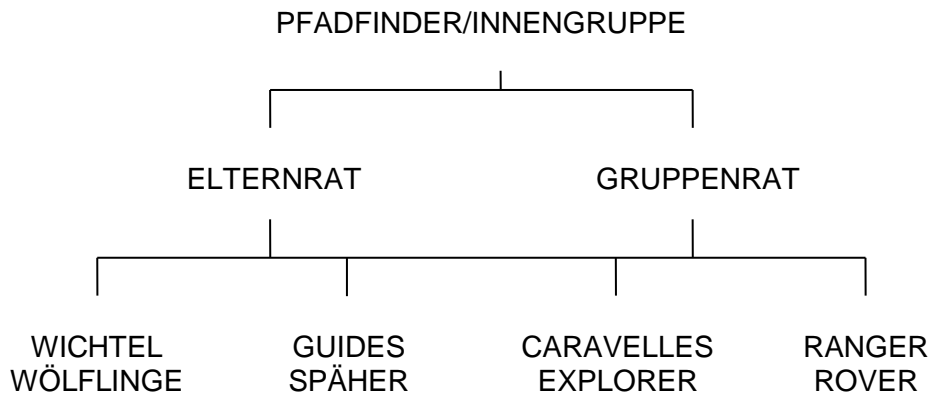 PFADFINDER/INNENGRUPPE
ELTERNRAT GRUPPENRAT
WICHTEL GUIDES CARAVELLES RANGER
WÖLFLINGE SPÄHER EXPLORER ROVER